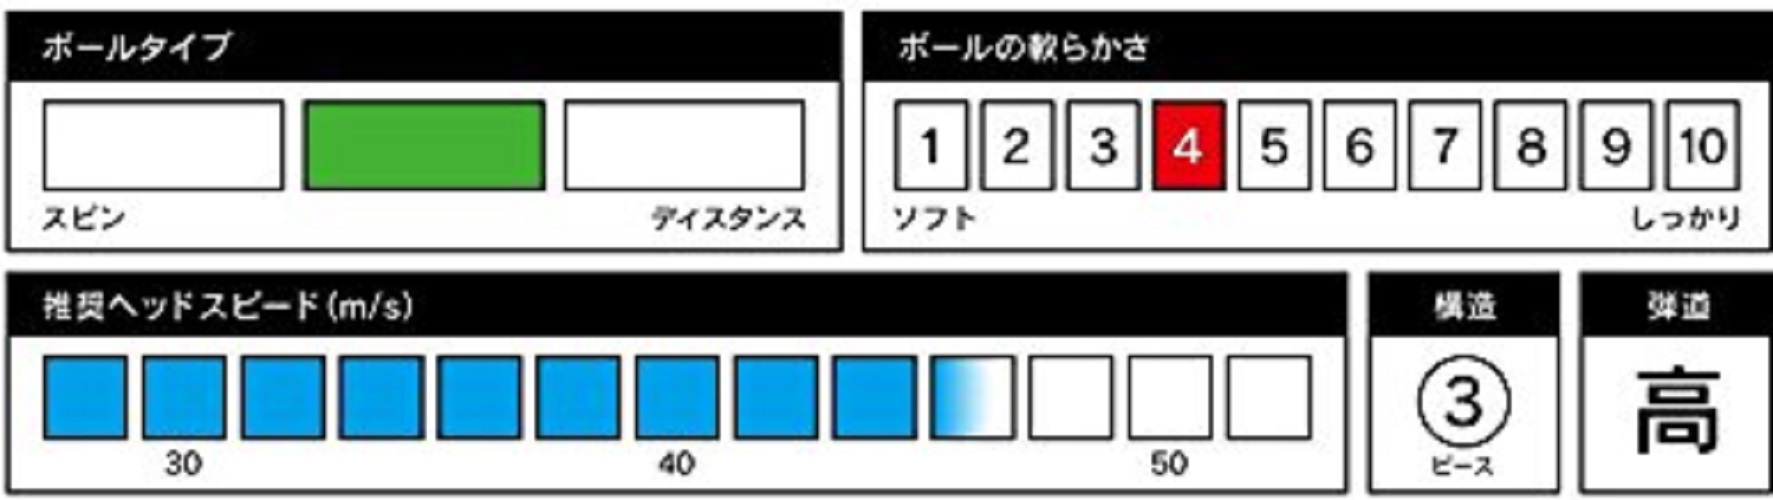 ボールタイプ
スピン
ディスタンス
ボールの軟らかさ
1 2 3 4 5 6 7 8 9 10
ソフト
しっかり
推奨ヘッドスピード(m/s)
30 40 50
構造
③
ピース
弾道
高